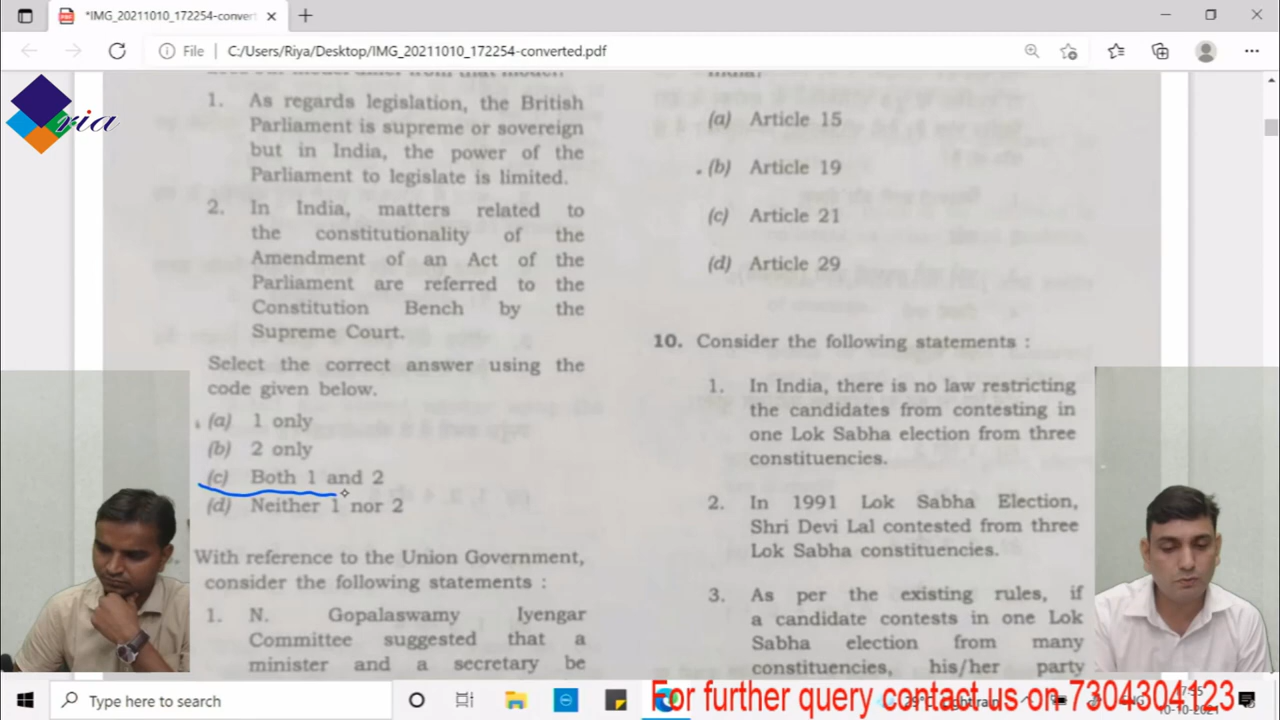 *IMG_20211010_172254-conver
File
C:/Users/Riya/Desktop/IMG_20211010_172254-converted.pdf
ria
1. As regards legislation, the British
Parliament is supreme or sovereign
but in India, the power of the
Parliament to legislate is limited.
2. In India, matters related to
the constitutionality of the
Amendment of an Act of the
Parliament are referred to the
Constitution Bench by the
Supreme Court.
Select the correct answer using the
code given below.
(a) 1 only
(b) 2 only
(c) Both 1 and 2
(d) Neither 1 nor 2
With reference to the Union Government,
consider the following statements :
1. N. Gopalaswamy Iyengar
Committee suggested that a
minister and a secretary be
(a) Article 15
(b) Article 19
(c) Article 21
(d) Article 29
10. Consider the following statements :
1. In India, there is no law restricting
the candidates from contesting in
one Lok Sabha election from three
constituencies.
2. In 1991 Lok Sabha Election,
Shri Devi Lal contested from three
Lok Sabha constituencies.
3. As per the existing rules, if
a candidate contests in one Lok
Sabha election from many
constituencies, his/her party
Type here to search
For further query contact us on 7304304123